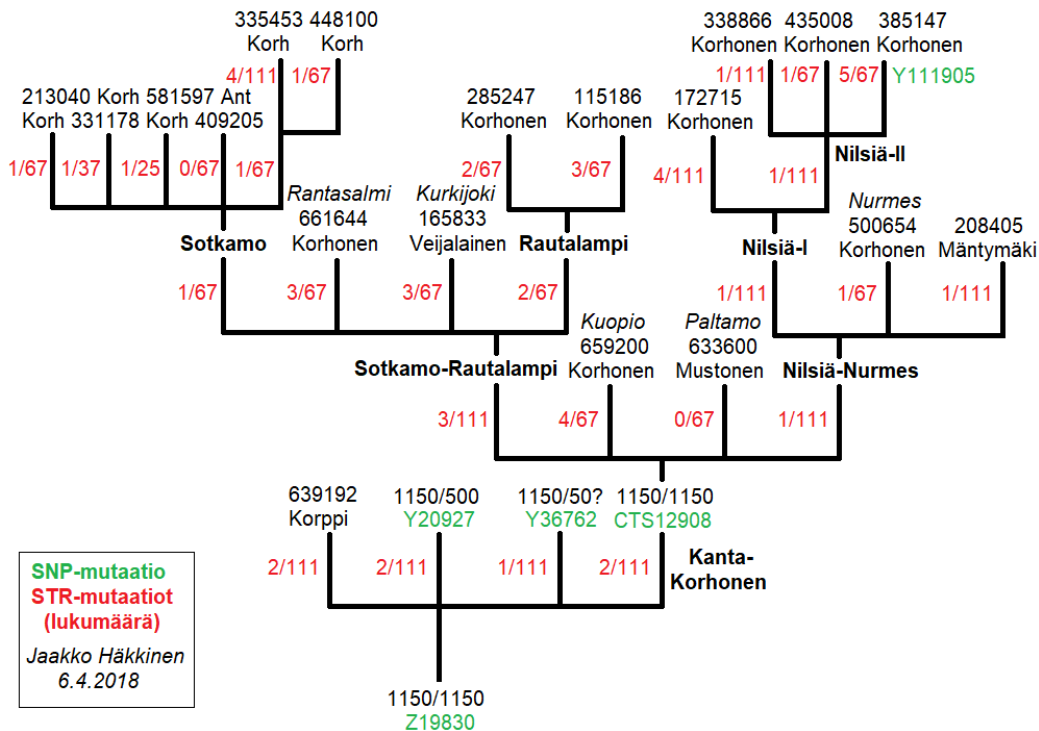 335453 448100
Korh Korh
338866 435008 385147
Korhonen Korhonen Korhonen
4/111 1/67
1/111 1/67 5/67 Y111905
213040 Korh 581597 Ant
Korh 331178 Korh 409205
285247
Korhonen
115186
Korhonen
172715
Korhonen
Nilsiä-II
1/67 1/37 1/25 0/67 1/67
2/67 3/67
4/111 1/111
Rantasalmi
661644
Korhonen
Kurkijoki
165833
Veijalainen
Nurmes
500654
Korhonen
208405
Mäntymäki
Sotkamo
Rautalampi
Nilsiä-I
1/67 3/67 3/67 2/67
1/111 1/67 1/111
Kuopio
659200
Korhonen
Paltamo
633600
Mustonen
Sotkamo-Rautalampi
Nilsiä-Nurmes
3/111 4/67 0/67 1/111
639192
Korppi
1150/500
Y20927
1150/50?
Y36762
1150/1150
CTS12908
Kanta-
Korhonen
2/111 2/111 1/111 2/111
SNP-mutaatio
STR-mutaatiot
(lukumäärä)
Jaakko Häkkinen
6.4.2018
1150/1150
Z19830